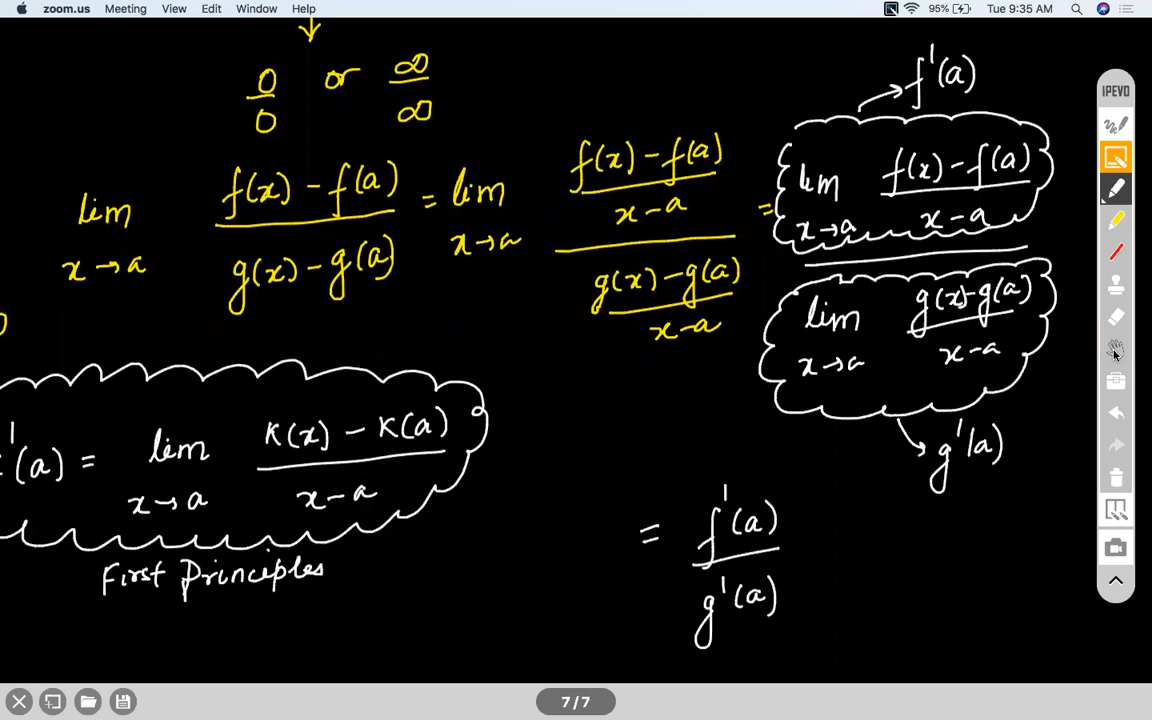 zoom.us Meeting View Edit Window Help 95% Tue 9:35 AM
0/0 or ∞/∞
f'(a)
lim x→a (f(x) - f(a))/(g(x) - g(a)) = lim x→a ((f(x) - f(a))/(x-a))/((g(x) - g(a))/(x-a)) = (lim x→a (f(x) - f(a))/(x-a))/(lim x→a (g(x) - g(a))/(x-a))
g'(a)
'(a) = lim x→a (K(x) - K(a))/(x-a)
First Principles
= f'(a)/g'(a)
IPEVO
7/7